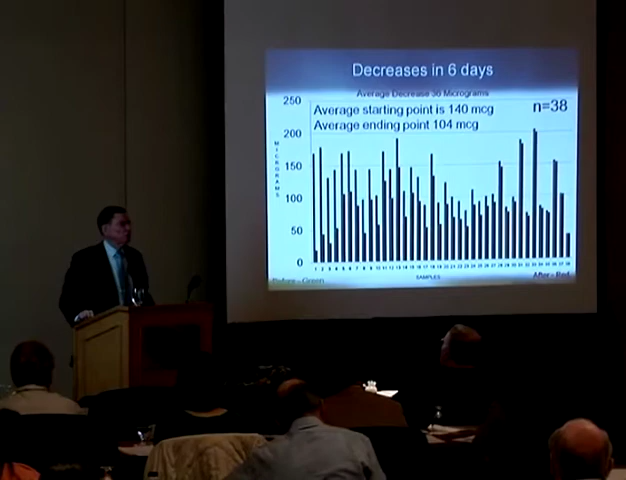 Decreases in 6 days
Average Decrease 36 Micrograms
Average starting point is 140 mcg
n=38
Average ending point 104 mcg
250
200
150
100
50
0
MICROGRAMS
SAMPLES
Before - Green
After - Red